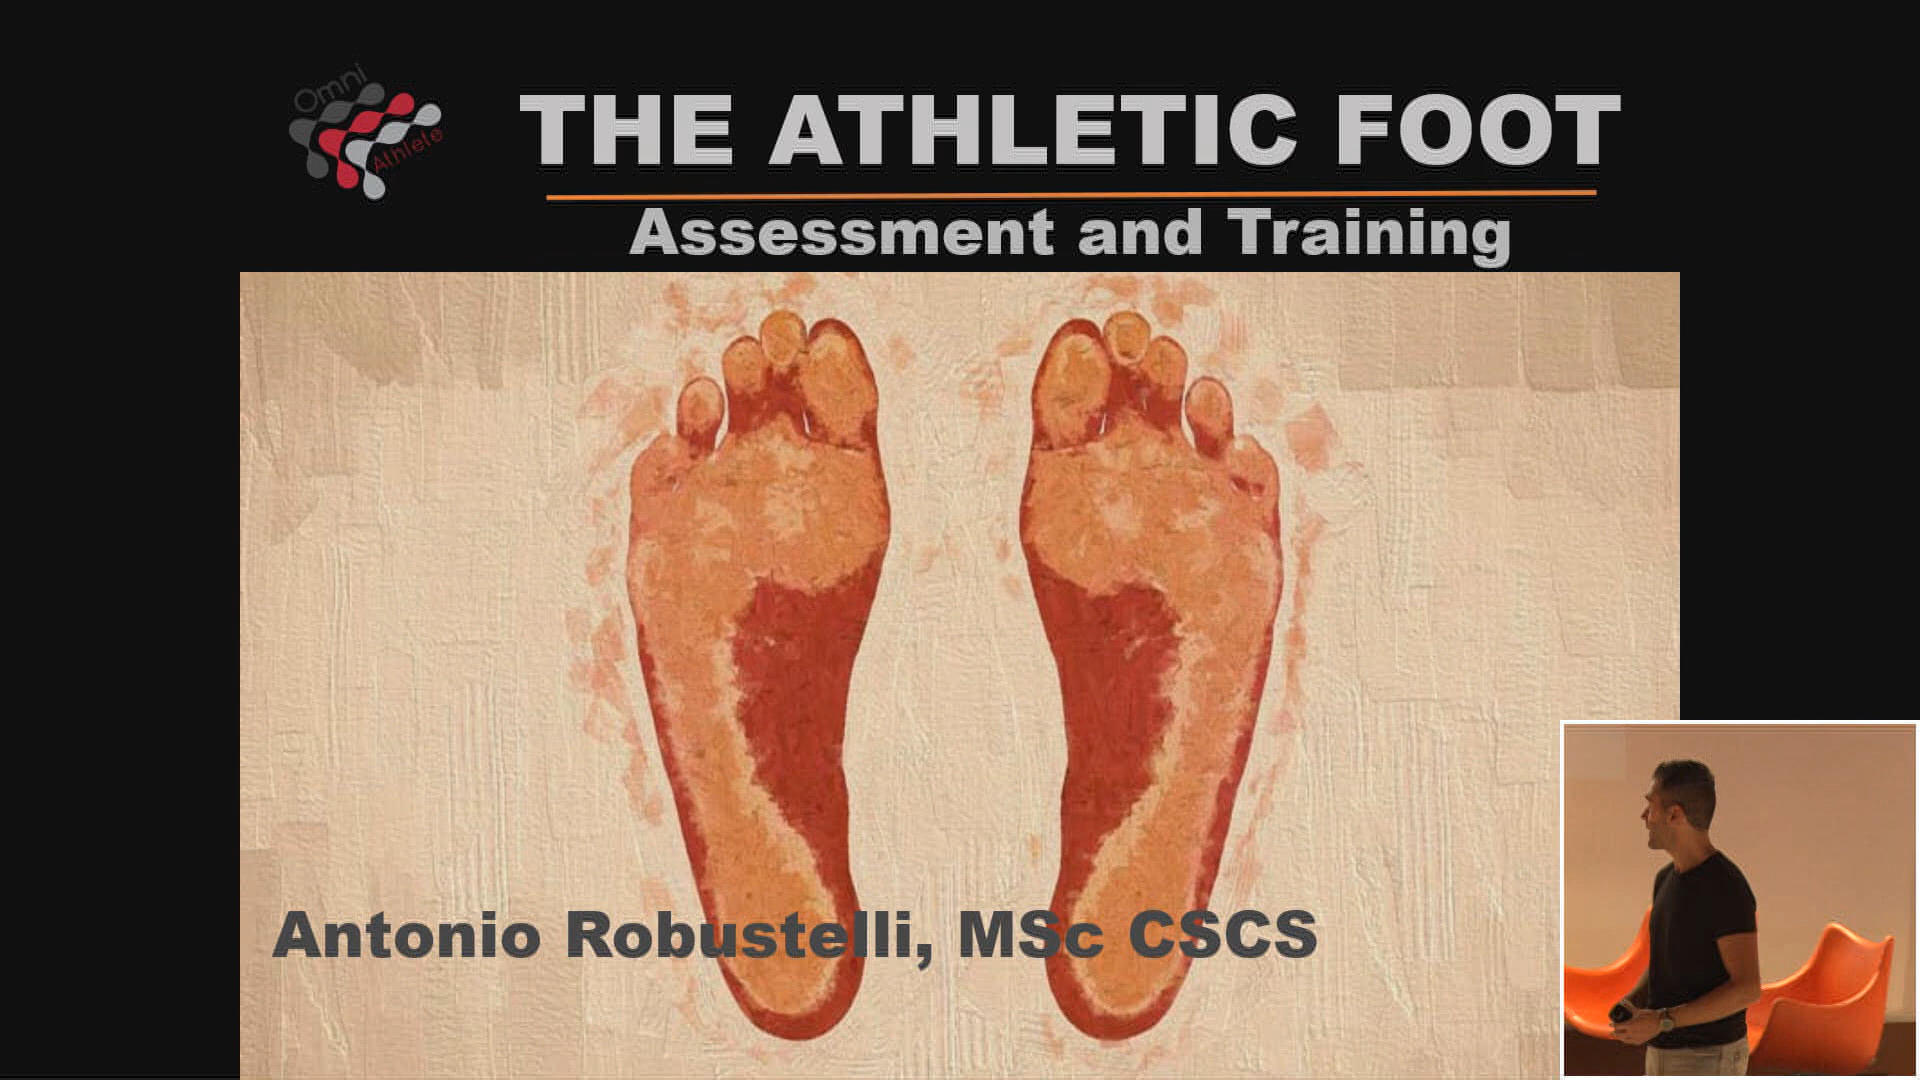 Omni
Athlete
THE ATHLETIC FOOT
Assessment and Training
Antonio Robustelli, MSc CSCS